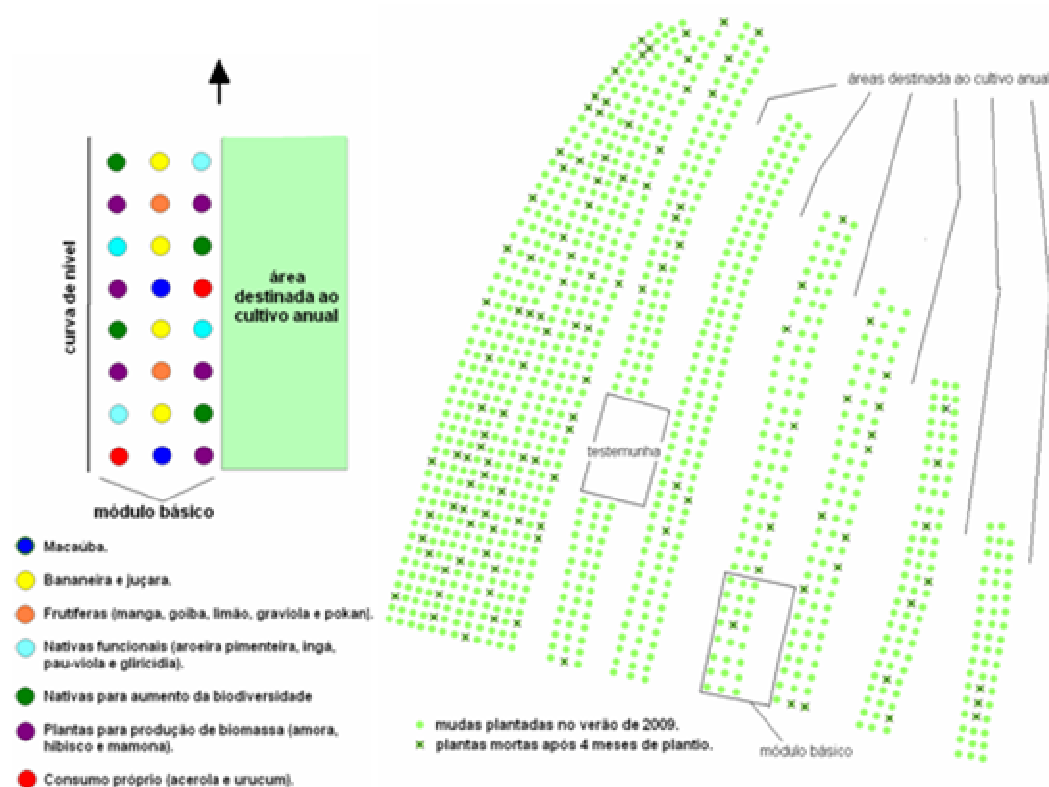 áreas destinada ao cultivo anual
curva de nível
área
destinada ao
cultivo anual
módulo básico
Macaúba.
Bananeira e juçara.
Frutíferas (manga, goiba, limão, graviola e pokan).
Nativas funcionais (aroeira pimenteira, ingá,
pau-viola e gliricidia).
Nativas para aumento da biodiversidade
Plantas para produção de biomassa (amora,
hibisco e mamona).
Consumo próprio (acerola e urucum).
testemunha
mudas plantadas no verão de 2009.
plantas mortas após 4 meses de plantio.
módulo básico